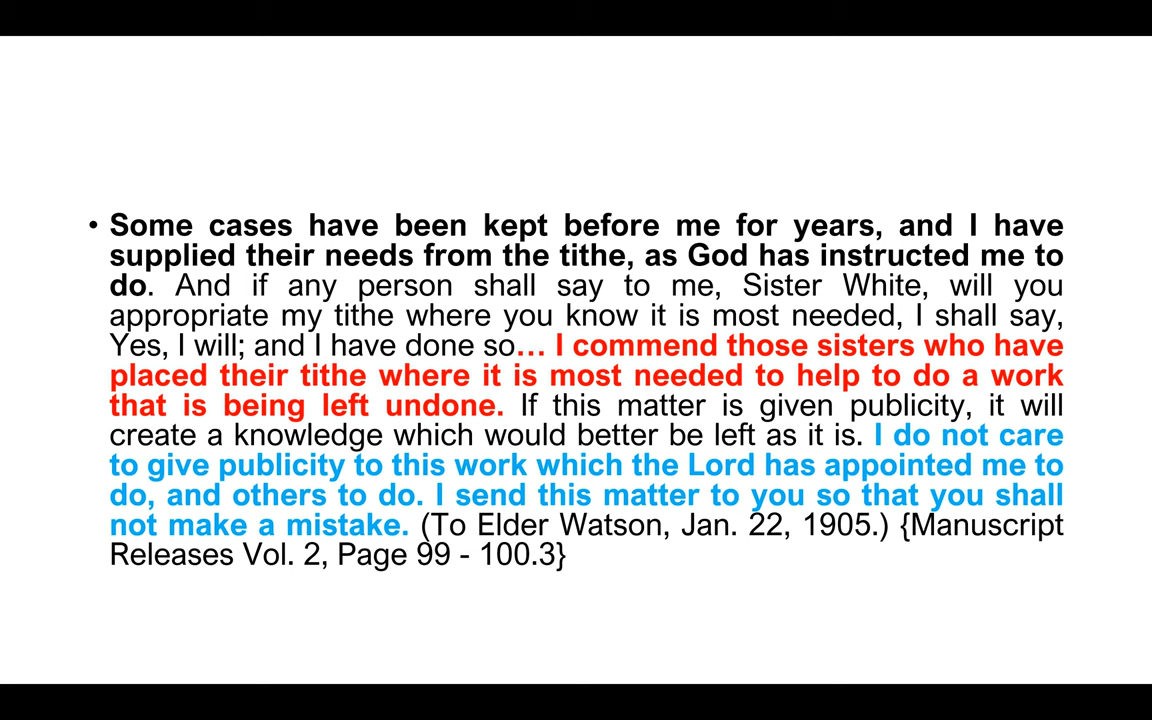 • Some cases have been kept before me for years, and I have
supplied their needs from the tithe, as God has instructed me to
do. And if any person shall say to me, Sister White, will you
appropriate my tithe where you know it is most needed, I shall say,
Yes, I will; and I have done so… I commend those sisters who have
placed their tithe where it is most needed to help to do a work
that is being left undone. If this matter is given publicity, it will
create a knowledge which would better be left as it is. I do not care
to give publicity to this work which the Lord has appointed me to
do, and others to do. I send this matter to you so that you shall
not make a mistake. (To Elder Watson, Jan. 22, 1905.) {Manuscript
Releases Vol. 2, Page 99 - 100.3}